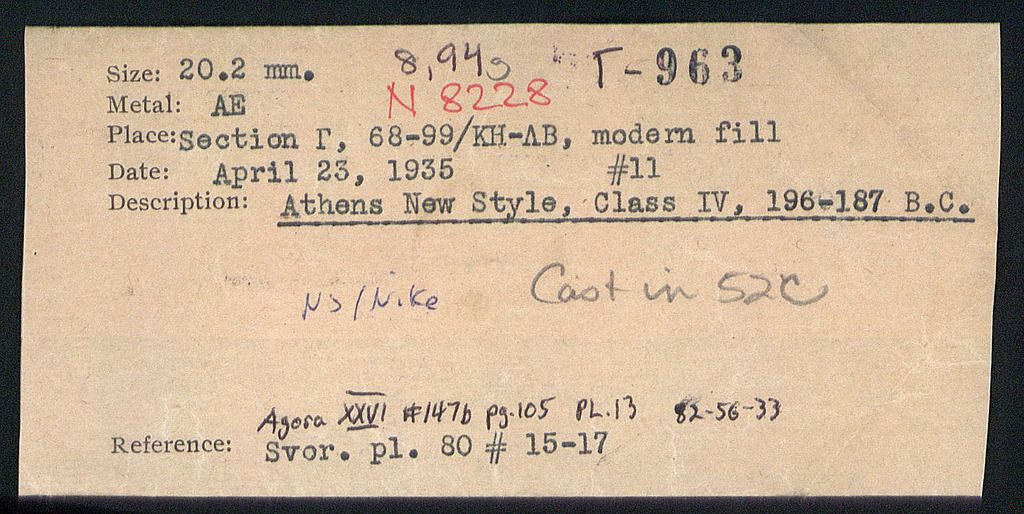 Size: 20.2 mm. 8,94g Γ-963
Metal: AE N 8228
Place: Section Γ, 68-99/ΚΗ-ΛΒ, modern fill
Date: April 23, 1935 #11
Description: Athens New Style, Class IV, 196-187 B.C.
NS/Nike Cast in 52C
Agora XXVI #147b pg.105 PL.13 82-56-33
Reference: Svor. pl. 80 # 15-17